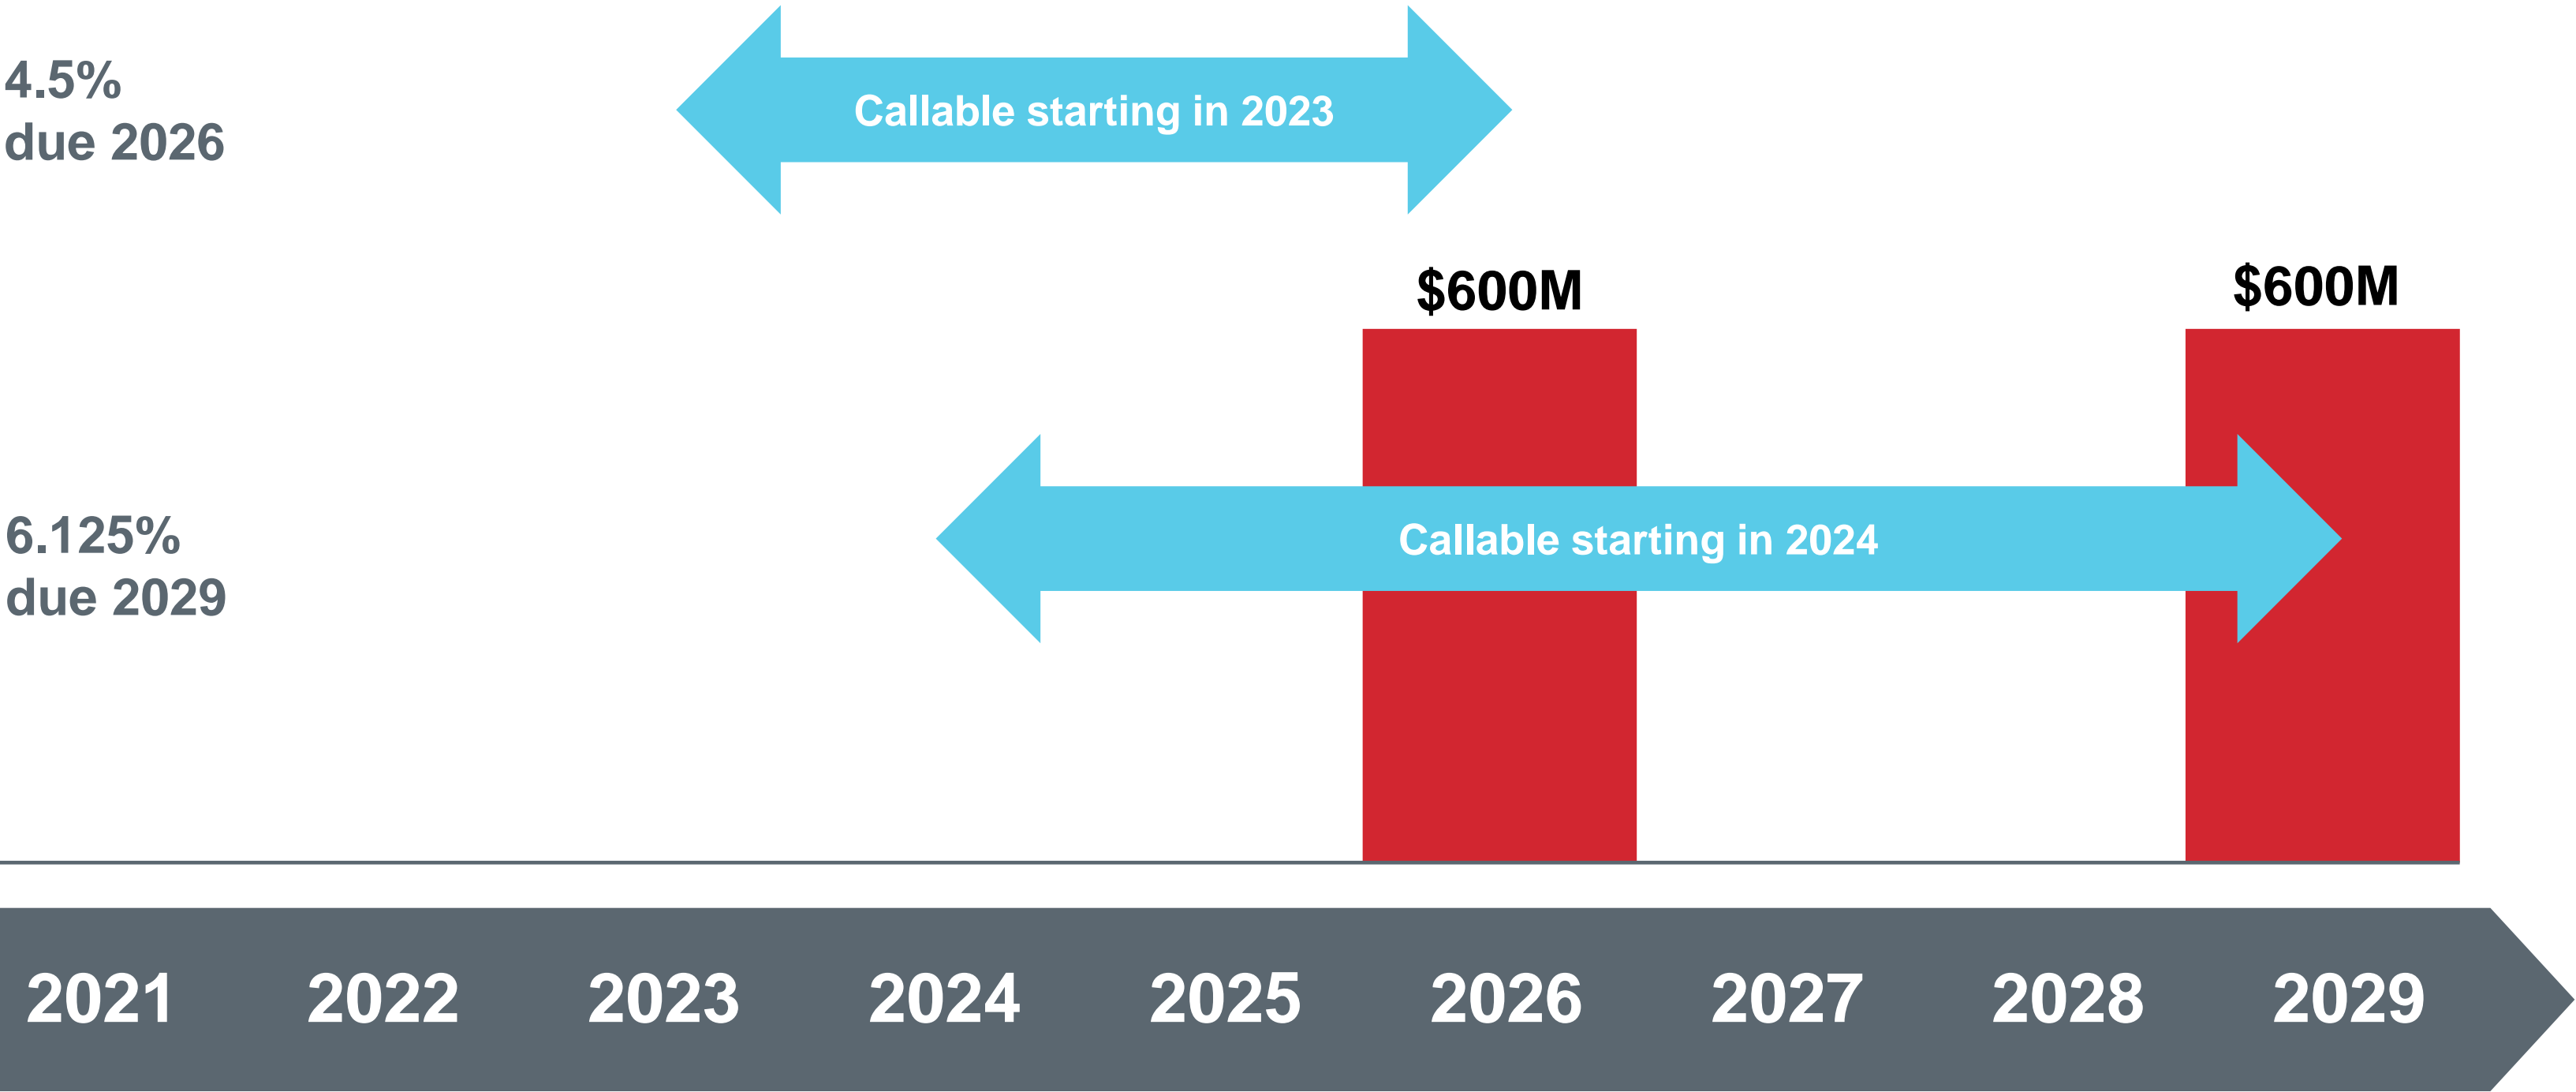 4.5%
due 2026
Callable starting in 2023
$600M
$600M
6.125%
due 2029
Callable starting in 2024
2021 2022 2023 2024 2025 2026 2027 2028 2029